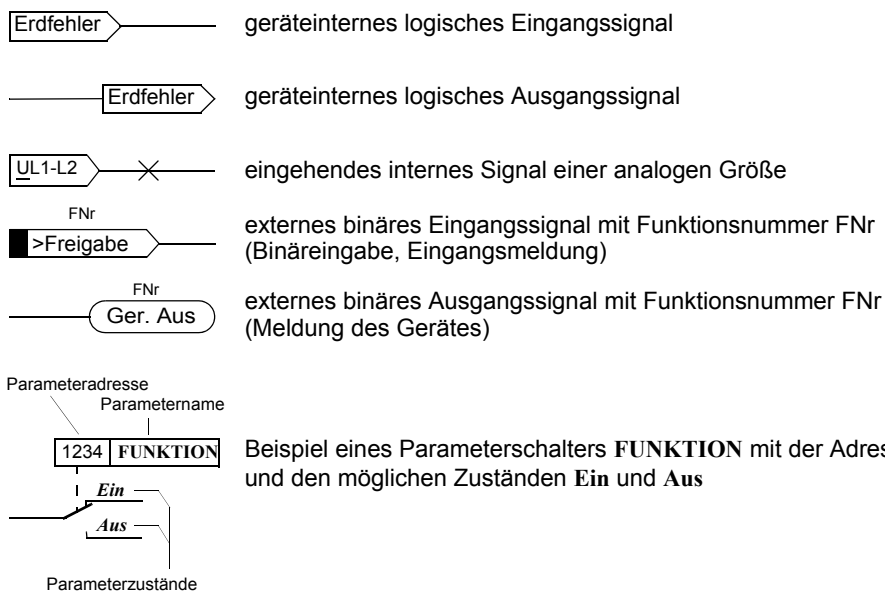 Erdfehler geräteinternes logisches Eingangssignal
Erdfehler geräteinternes logisches Ausgangssignal
UL1-L2 eingehendes internes Signal einer analogen Größe
FNr
>Freigabe externes binäres Eingangssignal mit Funktionsnummer FNr
(Binäreingabe, Eingangsmeldung)
FNr
Ger. Aus externes binäres Ausgangssignal mit Funktionsnummer FNr
(Meldung des Gerätes)
Parameteradresse
Parametername
1234 FUNKTION Beispiel eines Parameterschalters FUNKTION mit der
und den möglichen Zuständen Ein und Aus
Ein
Aus
Parameterzustände